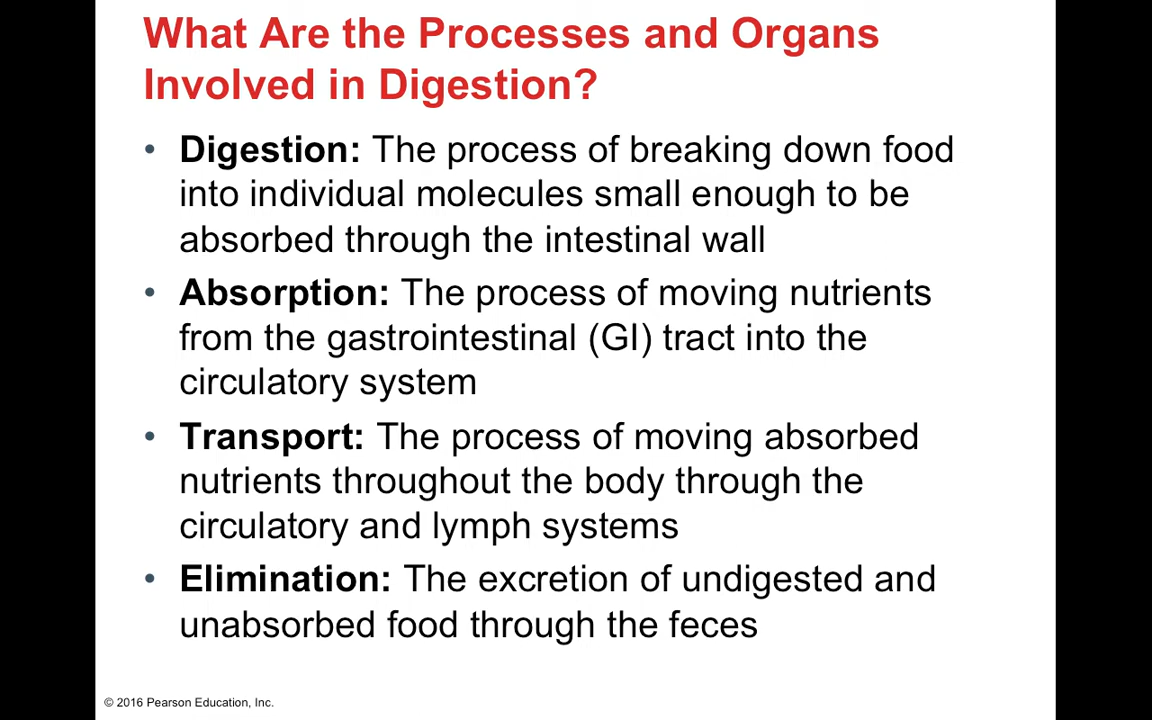 What Are the Processes and Organs
Involved in Digestion?
• Digestion: The process of breaking down food
into individual molecules small enough to be
absorbed through the intestinal wall
• Absorption: The process of moving nutrients
from the gastrointestinal (GI) tract into the
circulatory system
• Transport: The process of moving absorbed
nutrients throughout the body through the
circulatory and lymph systems
• Elimination: The excretion of undigested and
unabsorbed food through the feces
© 2016 Pearson Education, Inc.